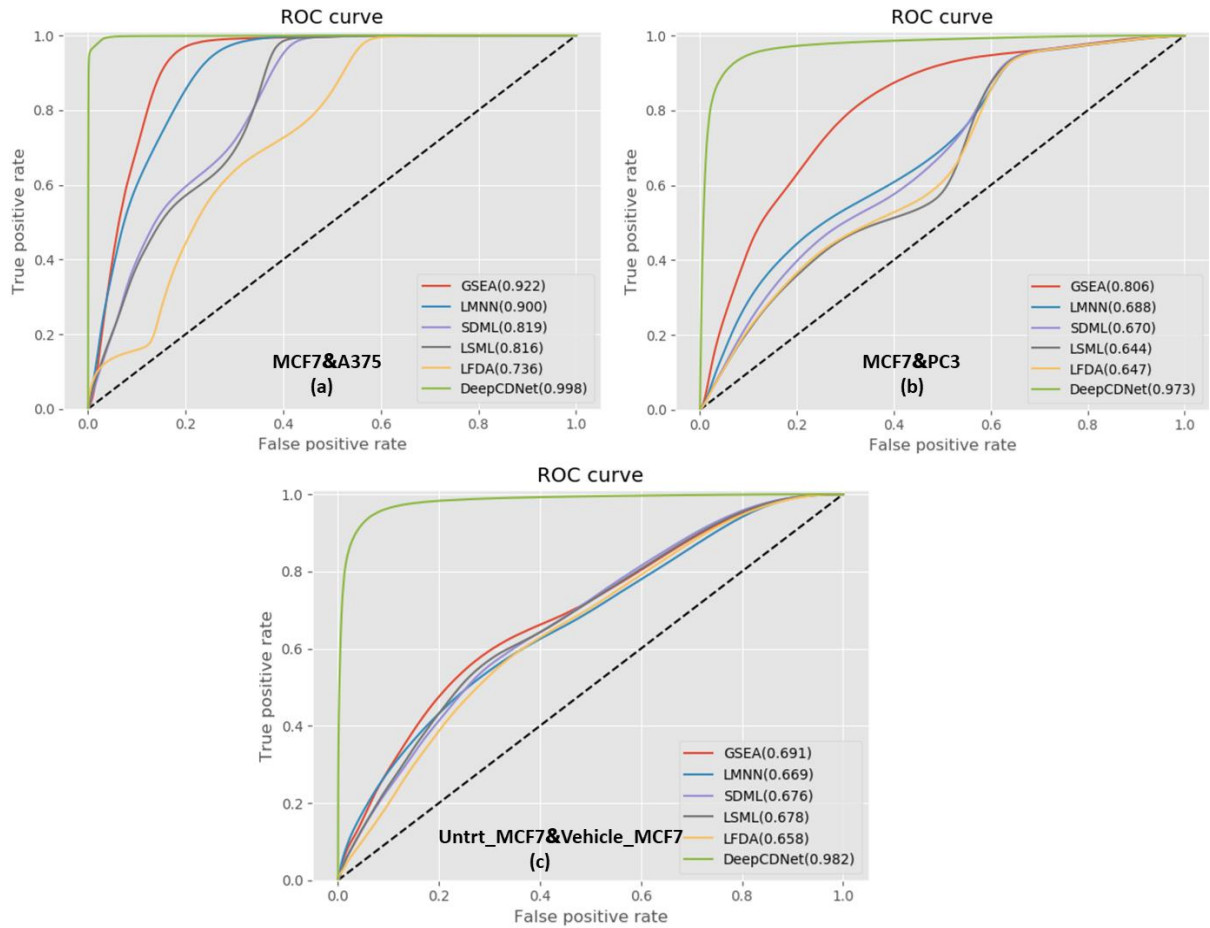 ROC curve
1.0
0.8
0.6
0.4
0.2
0.0
True positive rate
GSEA(0.922)
LMNN(0.900)
SDML(0.819)
LSML(0.816)
LFDA(0.736)
DeepCDNet(0.998)
MCF7&A375
(a)
0.0 0.2 0.4 0.6 0.8 1.0
False positive rate
ROC curve
1.0
0.8
0.6
0.4
0.2
0.0
True positive rate
GSEA(0.806)
LMNN(0.688)
SDML(0.670)
LSML(0.644)
LFDA(0.647)
DeepCDNet(0.973)
MCF7&PC3
(b)
0.0 0.2 0.4 0.6 0.8 1.0
False positive rate
ROC curve
1.0
0.8
0.6
0.4
0.2
0.0
True positive rate
GSEA(0.691)
LMNN(0.669)
SDML(0.676)
LSML(0.678)
LFDA(0.658)
DeepCDNet(0.982)
Untrt_MCF7&Vehicle_MCF7
(c)
0.0 0.2 0.4 0.6 0.8 1.0
False positive rate